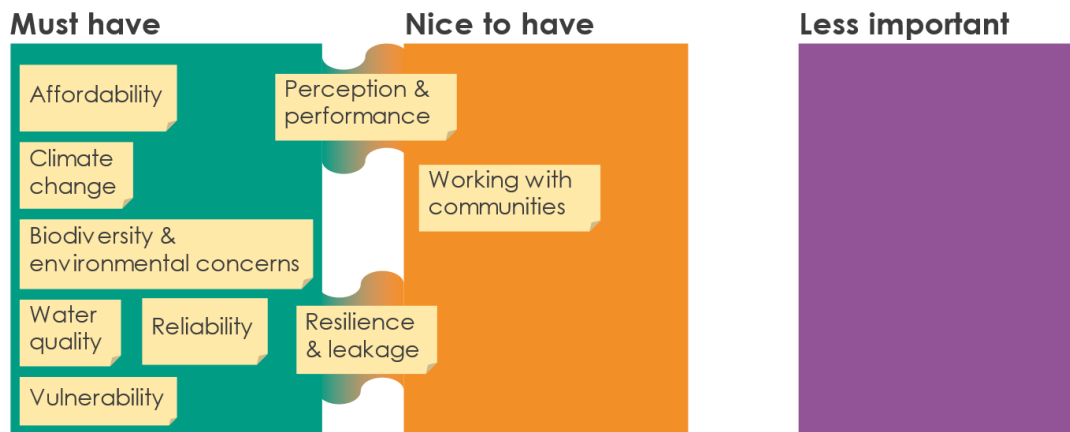 Must have
Nice to have
Less important
Affordability
Climate
change
Biodiversity &
environmental concerns
Water
quality
Reliability
Vulnerability
Perception &
performance
Resilience
& leakage
Working with
communities